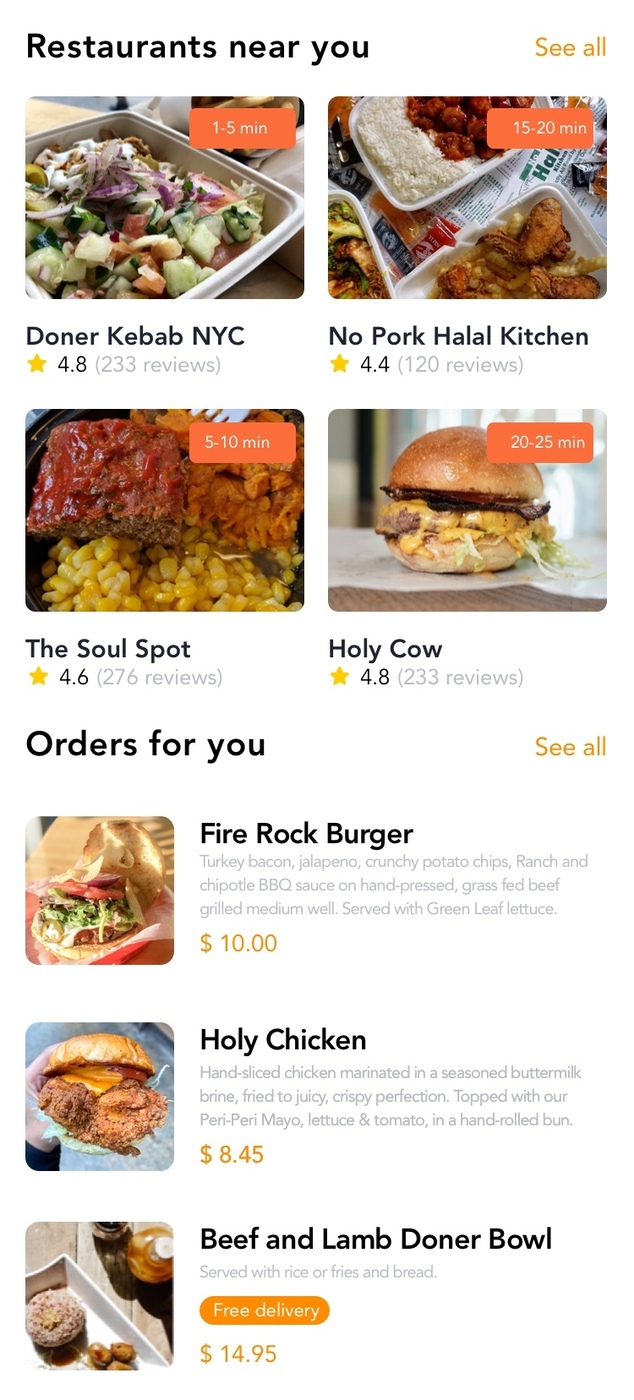 Restaurants near you
See all
1-5 min
15-20 min
Doner Kebab NYC
No Pork Halal Kitchen
4.8 (233 reviews)
4.4 (120 reviews)
5-10 min
20-25 min
The Soul Spot
Holy Cow
4.6 (276 reviews)
4.8 (233 reviews)
Orders for you
See all
Fire Rock Burger
Turkey bacon, jalapeno, crunchy potato chips, Ranch and
chipotle BBQ sauce on hand-pressed, grass fed beef
grilled medium well. Served with Green Leaf lettuce.
$ 10.00
Holy Chicken
Hand-sliced chicken marinated in a seasoned buttermilk
brine, fried to juicy, crispy perfection. Topped with our
Peri-Peri Mayo, lettuce & tomato, in a hand-rolled bun.
$ 8.45
Beef and Lamb Doner Bowl
Served with rice or fries and bread.
Free delivery
$ 14.95